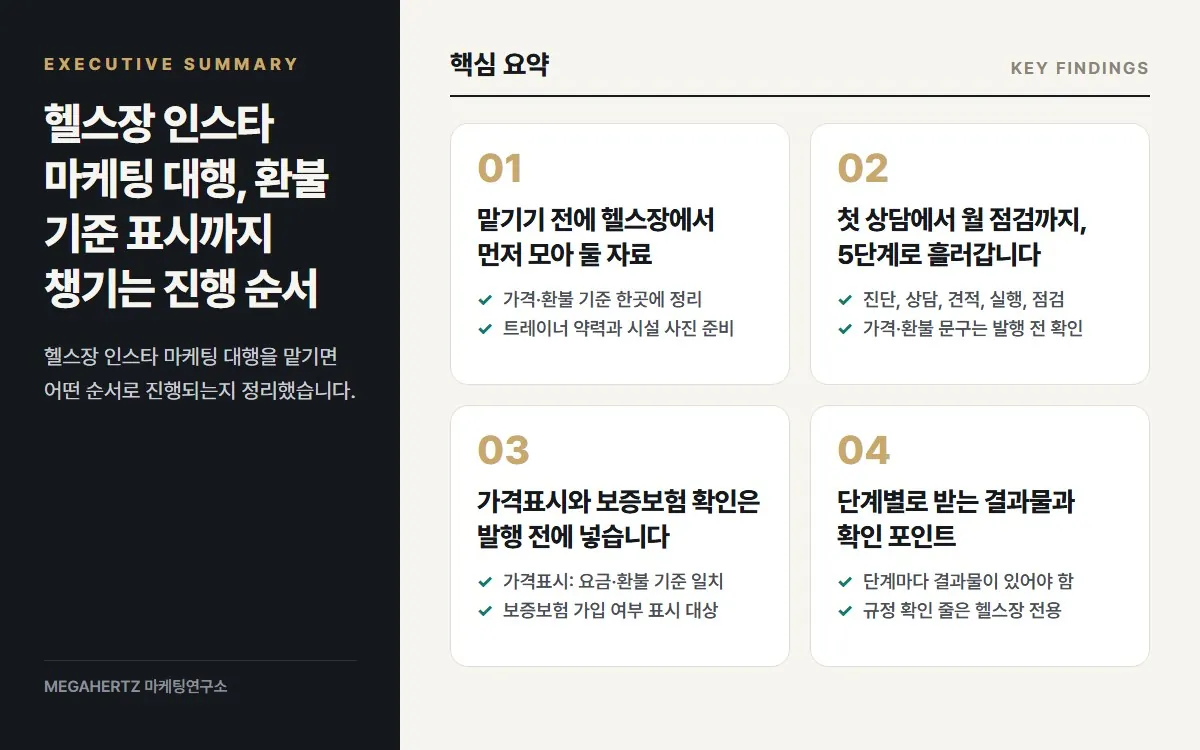 EXECUTIVE SUMMARY
헬스장 인스타
마케팅 대행, 환불
기준 표시까지
챙기는 진행 순서
헬스장 인스타 마케팅 대행을 맡기면
어떤 순서로 진행되는지 정리했습니다.
MEGAHERTZ 마케팅연구소
핵심 요약
KEY FINDINGS
01
맡기기 전에 헬스장에서
먼저 모아 둘 자료
가격·환불 기준 한곳에 정리
트레이너 약력과 시설 사진 준비
02
첫 상담에서 월 점검까지,
5단계로 흘러갑니다
진단, 상담, 견적, 실행, 점검
가격·환불 문구는 발행 전 확인
03
가격표시와 보증보험 확인은
발행 전에 넣습니다
가격표시: 요금·환불 기준 일치
보증보험 가입 여부 표시 대상
04
단계별로 받는 결과물과
확인 포인트
단계마다 결과물이 있어야 함
규정 확인 줄은 헬스장 전용